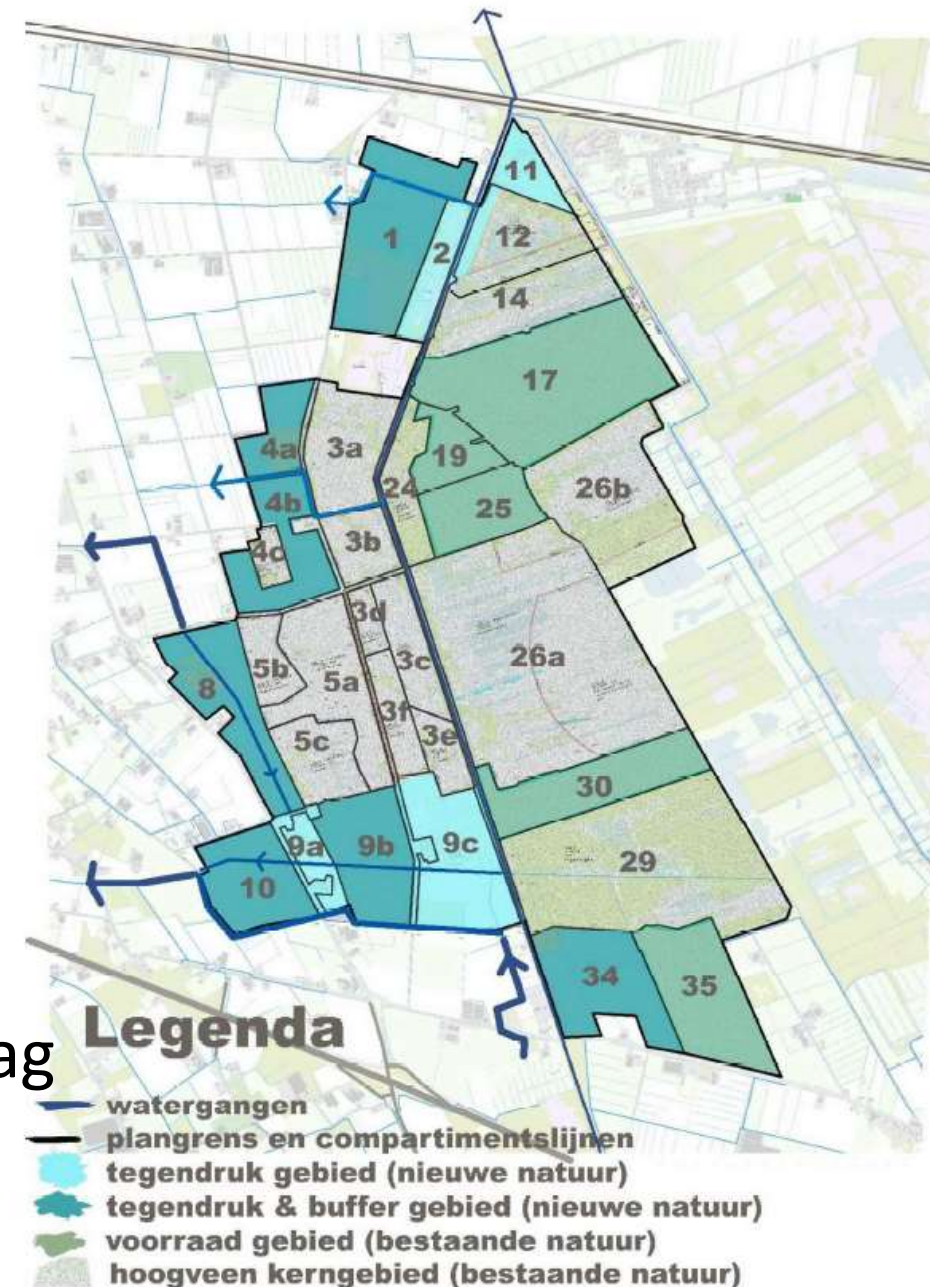 11
12
1
2
14
17
4a
3a
19
24
26b
4b
25
4c
3b
3d
26a
5b
3c
5a
8
3f
3e
5c
30
9a
9b
9c
29
10
34
35
ag
Legenda
watergangen
plangrens en compartimentslijnen
tegendruk gebied (nieuwe natuur)
tegendruk & buffer gebied (nieuwe natuur)
voorraad gebied (bestaande natuur)
hoogveen kerngebied (bestaande natuur)